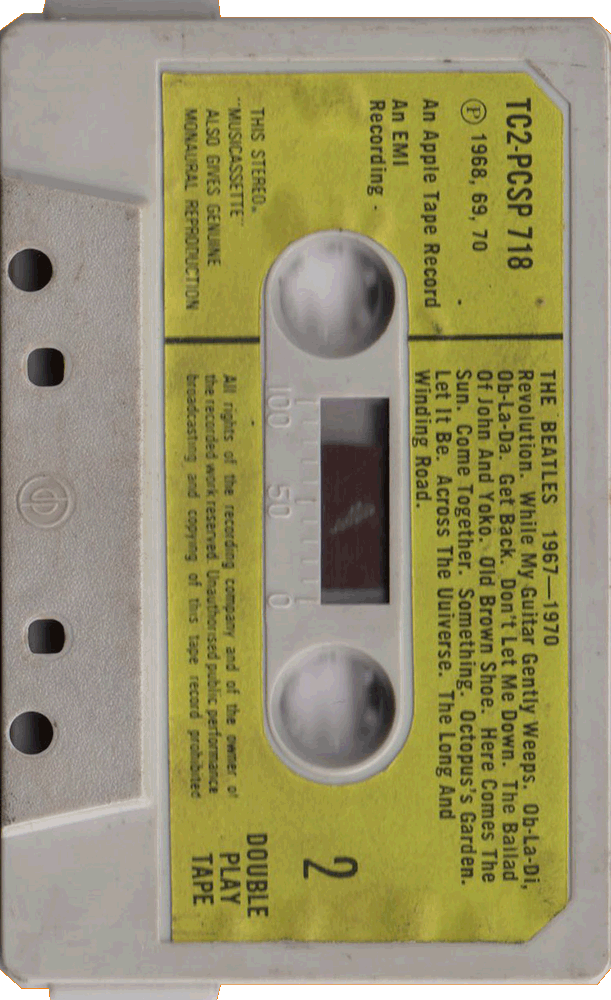 TC2-PCSP 718
Ⓟ 1968, 69, 70
An Apple Tape Record
An EMI
Recording ·
THIS STEREO.
"MUSICASSETTE"
ALSO GIVES GENUINE
MONAURAL REPRODUCTION
THE BEATLES 1967—1970
Revolution. While My Guitar Gently Weeps. Ob-La-Di,
Ob-La-Da. Get Back. Don't Let Me Down. The Ballad
Of John And Yoko. Old Brown Shoe. Here Comes The
Sun. Come Together. Something. Octopus's Garden.
Let It Be. Across The Uuiverse. The Long And
Winding Road.
100 50 0
All rights of the recording company and of the owner of
the recorded work reserved. Unauthorised public performance
broadcasting and copying of this tape record prohibited
2
DOUBLE
PLAY
TAPE